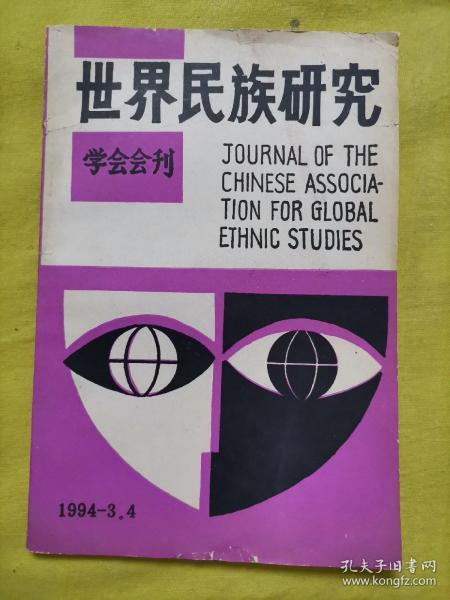 世界民族研究
学会会刊
JOURNAL OF THE
CHINESE ASSOCIA-
TION FOR GLOBAL
ETHNIC STUDIES
1994-3.4
孔夫子旧书网
www.kongfz.com